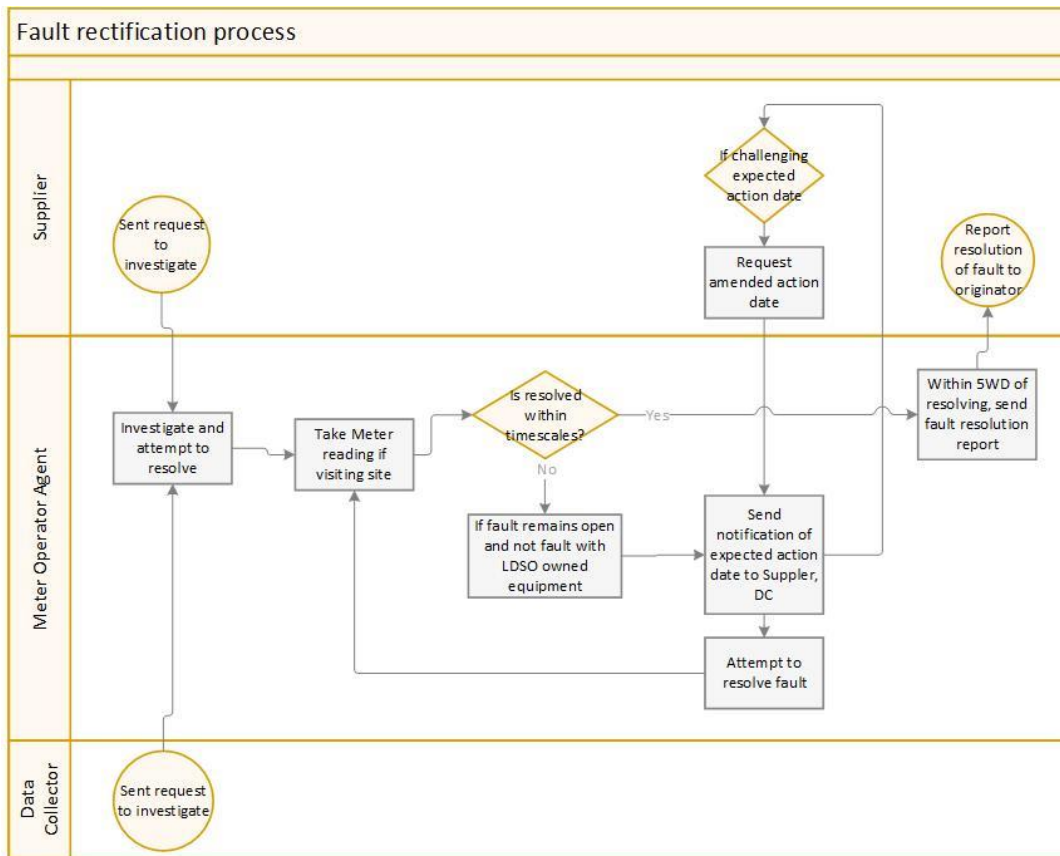 Fault rectification process
Supplier
Sent request
to
investigate
If challenging
expected
action date
Request
amended action
date
Report
resolution
of fault to
originator
Meter Operator Agent
Investigate and
attempt to
resolve
Take Meter
reading if
visiting site
Is resolved
within
timescales?
Yes
No
Within 5WD of
resolving, send
fault resolution
report
If fault remains open
and not fault with
LDSO owned
equipment
Send
notification of
expected action
date to Suppler,
DC
Attempt to
resolve fault
Data
Collector
Sent request
to investigate